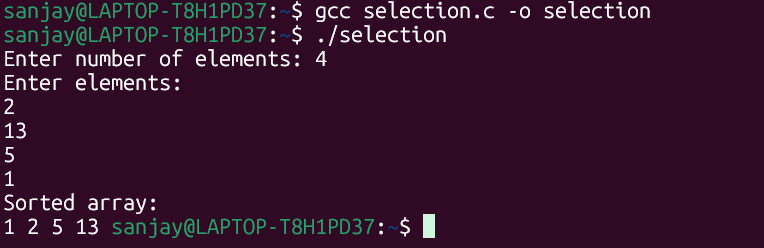 sanjay@LAPTOP-T8H1PD37:~$ gcc selection.c -o selection
sanjay@LAPTOP-T8H1PD37:~$ ./selection
Enter number of elements: 4
Enter elements:
2
13
5
1
Sorted array:
1 2 5 13 sanjay@LAPTOP-T8H1PD37:~$